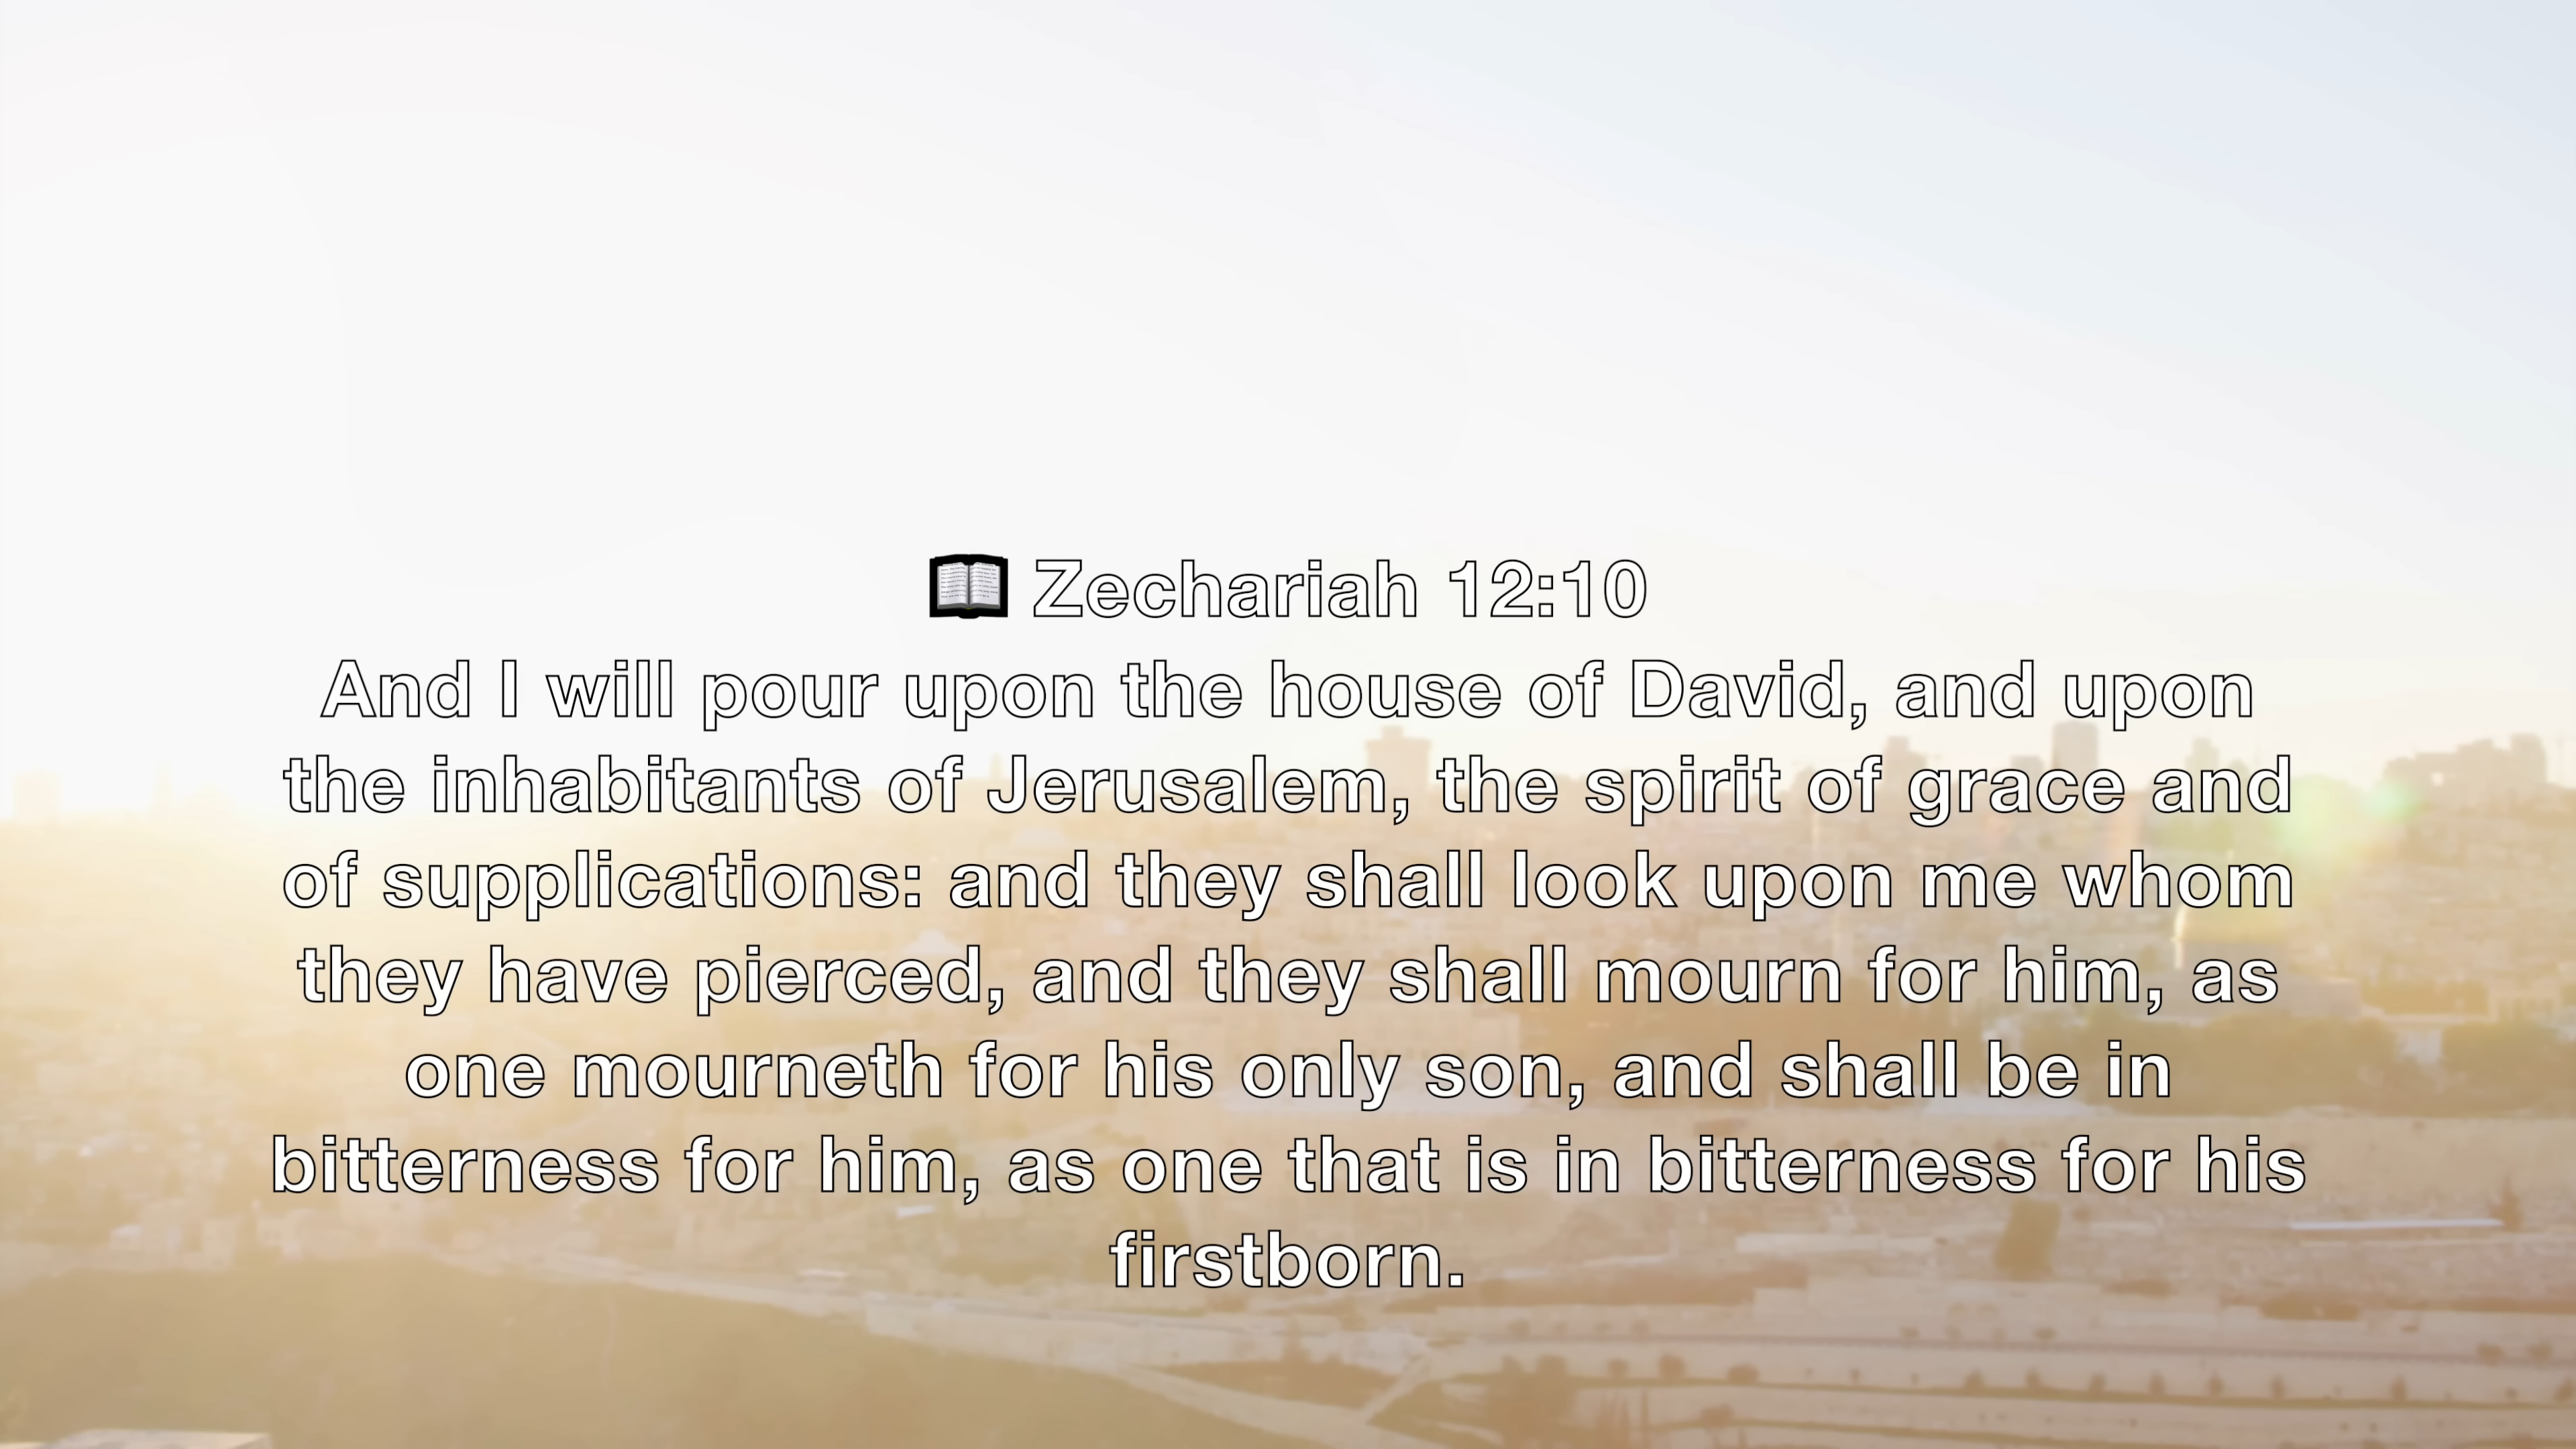 📖 Zechariah 12:10
And I will pour upon the house of David, and upon
the inhabitants of Jerusalem, the spirit of grace and
of supplications: and they shall look upon me whom
they have pierced, and they shall mourn for him, as
one mourneth for his only son, and shall be in
bitterness for him, as one that is in bitterness for his
firstborn.